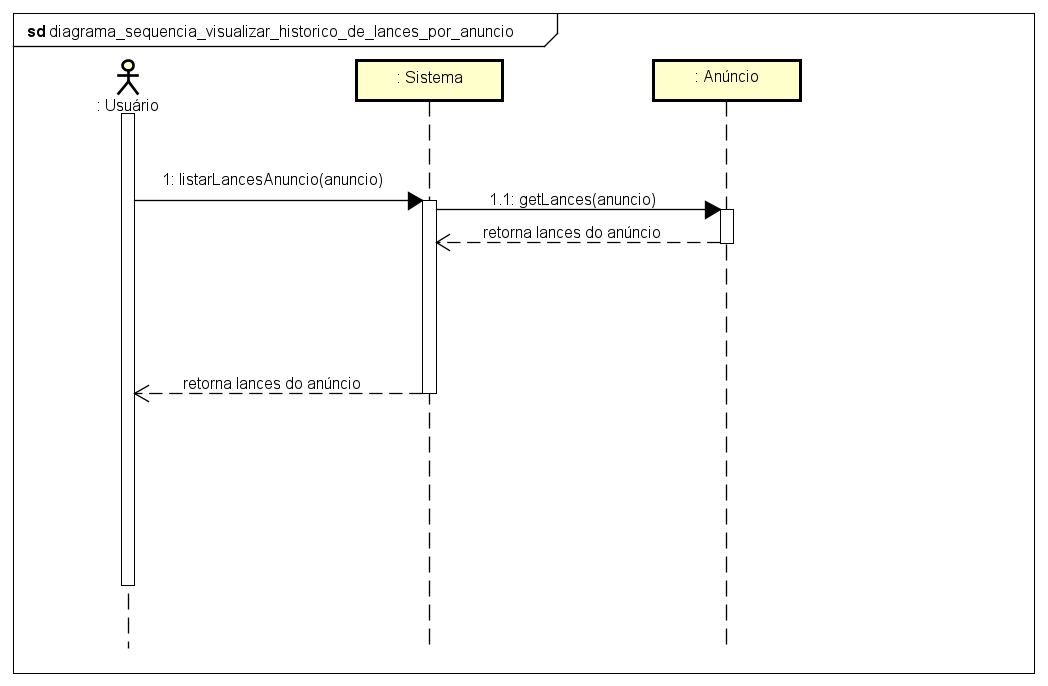 sd diagrama_sequencia_visualizar_historico_de_lances_por_anuncio
: Usuário
: Sistema
: Anúncio
1: listarLancesAnuncio(anuncio)
1.1: getLances(anuncio)
retorna lances do anúncio
retorna lances do anúncio